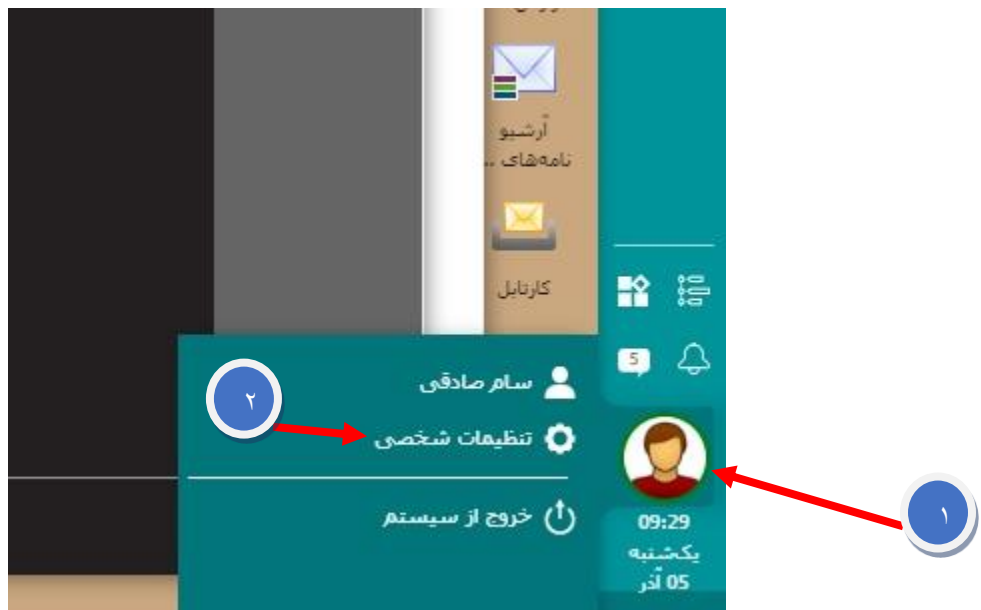 آرشیو
نامه‌های ..
کارتابل
5
سام صادقی
تنظیمات شخصی
خروج از سیستم
09:29
یکشنبه
05 آذر
۱
۲